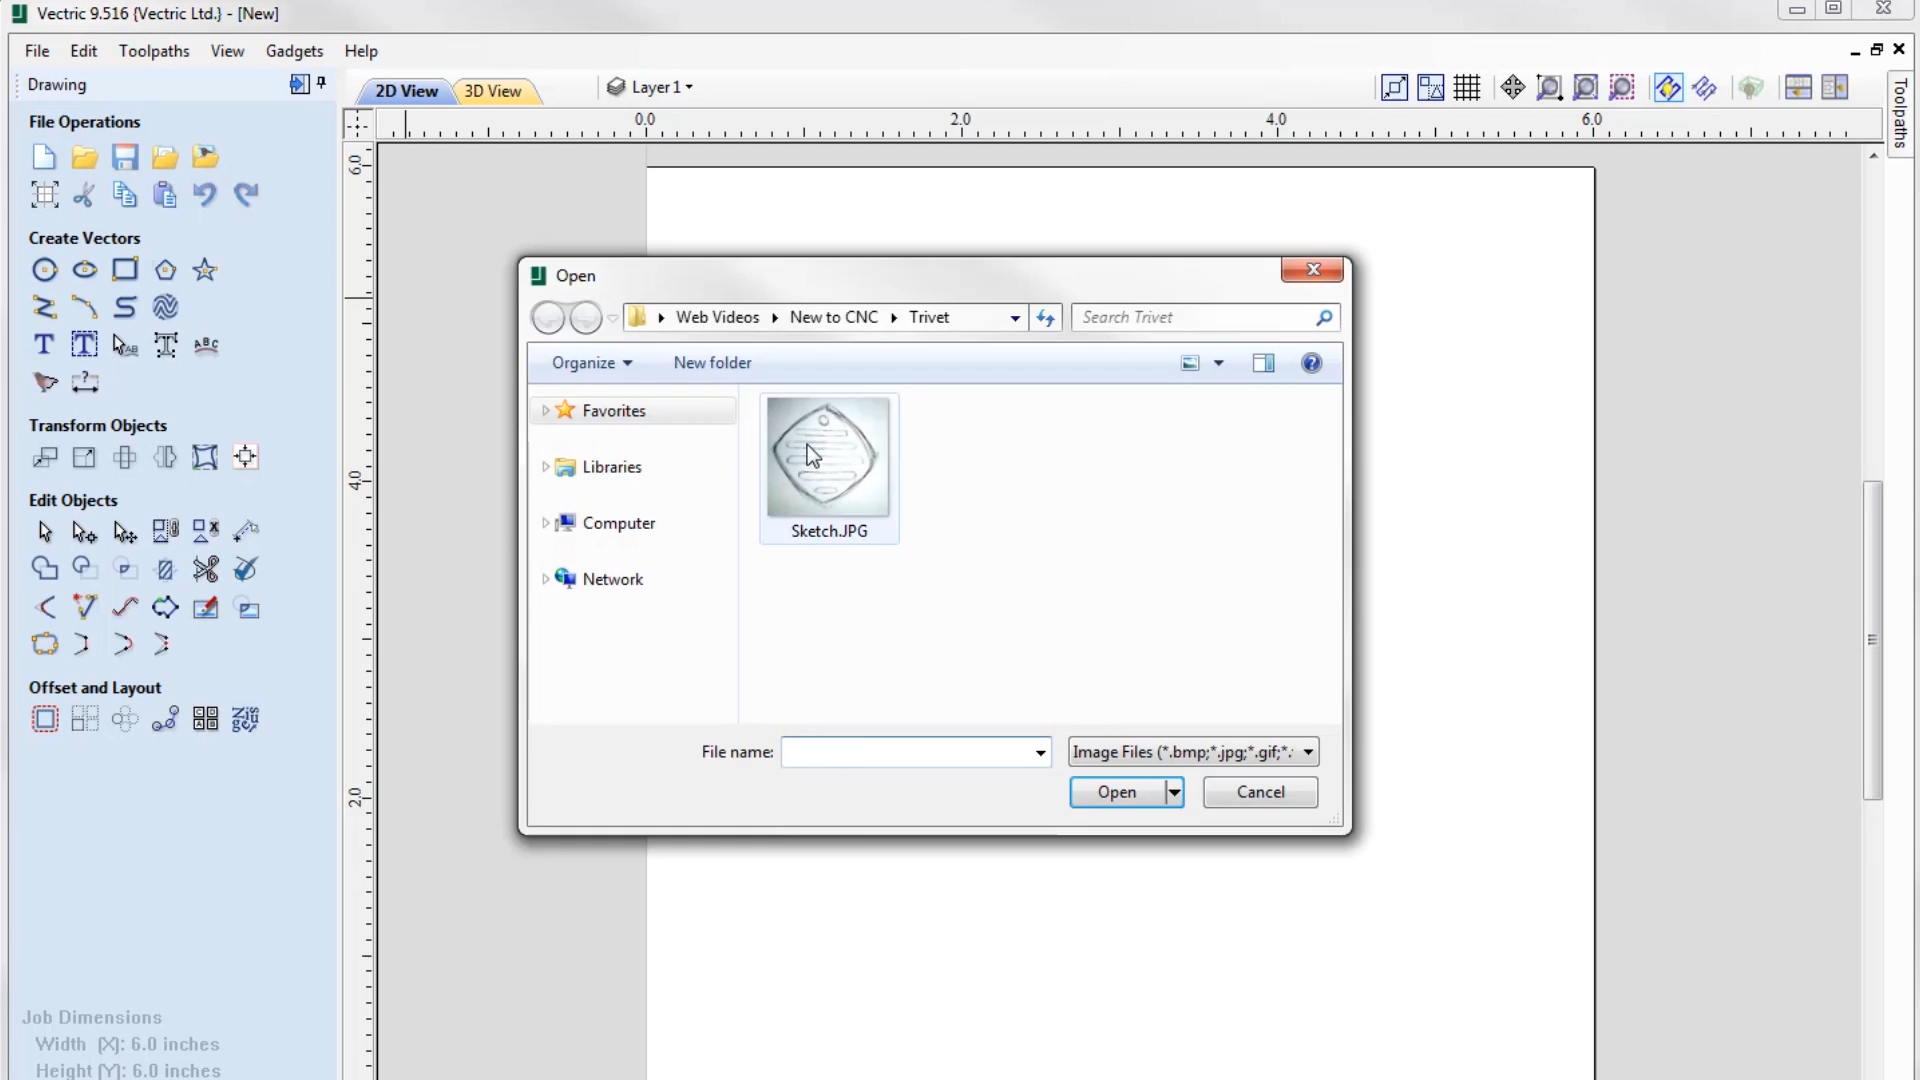 Vectric 9.516 {Vectric Ltd.} - [New]
File Edit Toolpaths View Gadgets Help
Drawing
2D View 3D View Layer 1
Toolpaths
File Operations
0.0 2.0 4.0 6.0
6.0
4.0
2.0
Create Vectors
Transform Objects
Edit Objects
Offset and Layout
Job Dimensions
Width (X): 6.0 inches
Height (Y): 6.0 inches
Open
Web Videos New to CNC Trivet
Search Trivet
Organize New folder
Favorites
Libraries
Computer
Network
Sketch.JPG
File name:
Image Files (*.bmp;*.jpg;*.gif;*.
Open Cancel